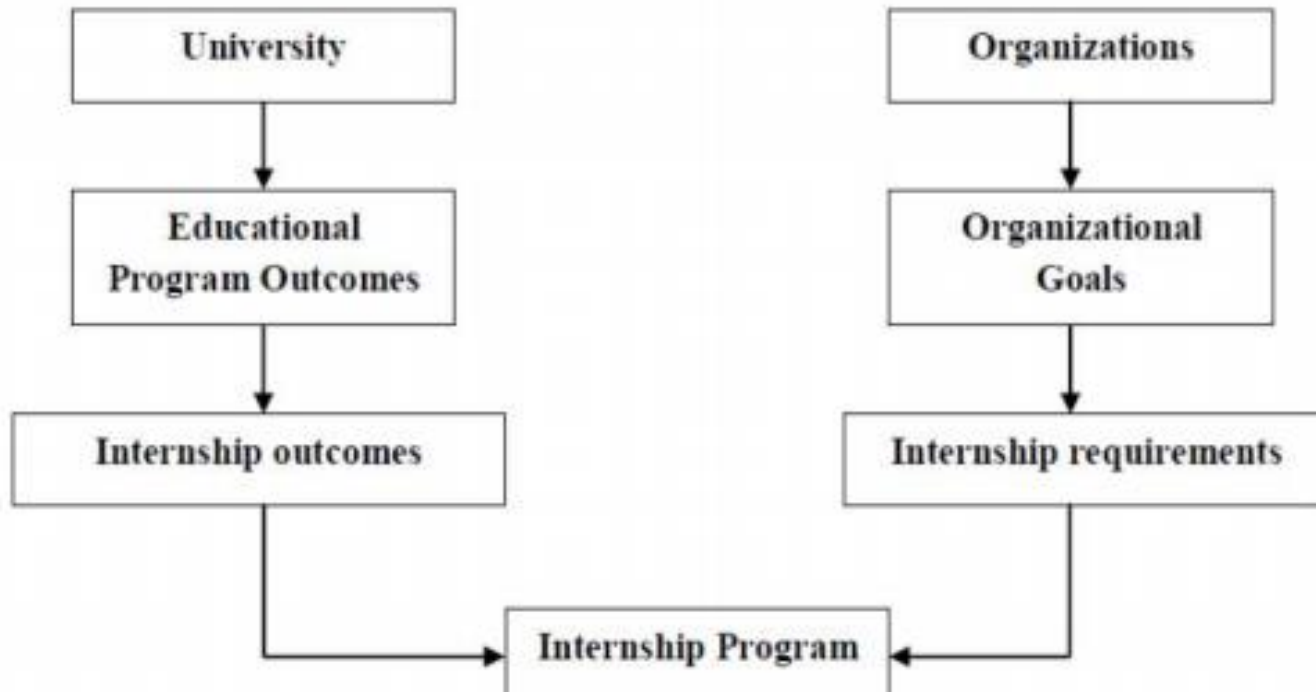 University
Organizations
Educational
Program Outcomes
Organizational
Goals
Internship outcomes
Internship requirements
Internship Program